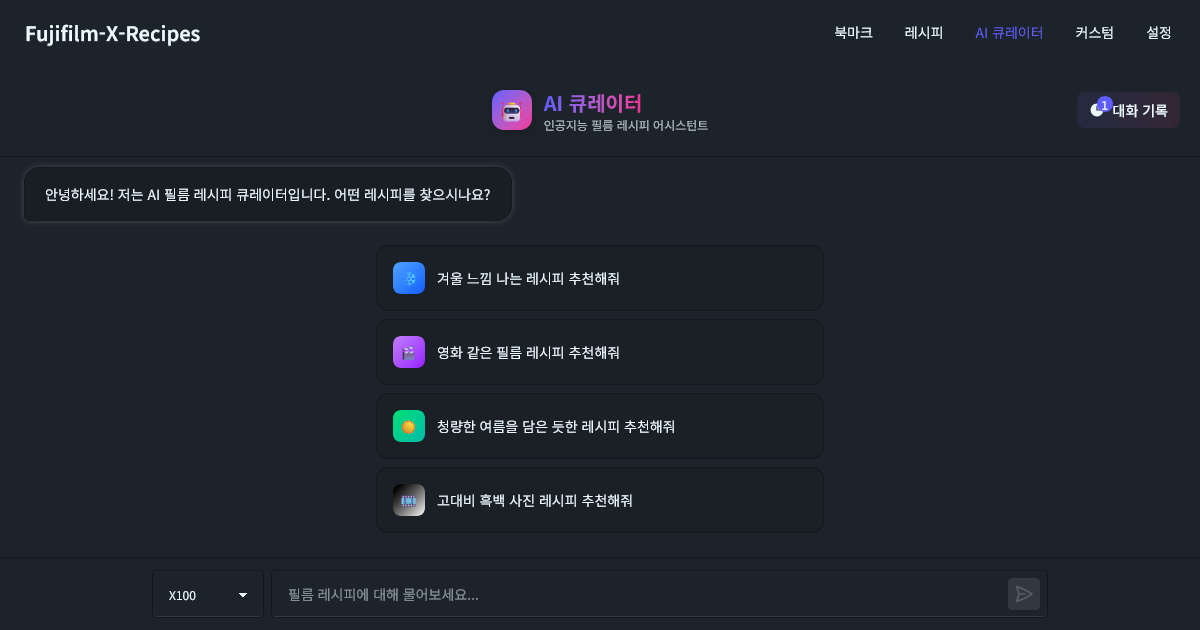 Fujifilm-X-Recipes
북마크
레시피
AI 큐레이터
커스텀
설정
AI 큐레이터
인공지능 필름 레시피 어시스턴트
1
대화 기록
안녕하세요! 저는 AI 필름 레시피 큐레이터입니다. 어떤 레시피를 찾으시나요?
겨울 느낌 나는 레시피 추천해줘
영화 같은 필름 레시피 추천해줘
청량한 여름을 담은 듯한 레시피 추천해줘
고대비 흑백 사진 레시피 추천해줘
X100
필름 레시피에 대해 물어보세요...